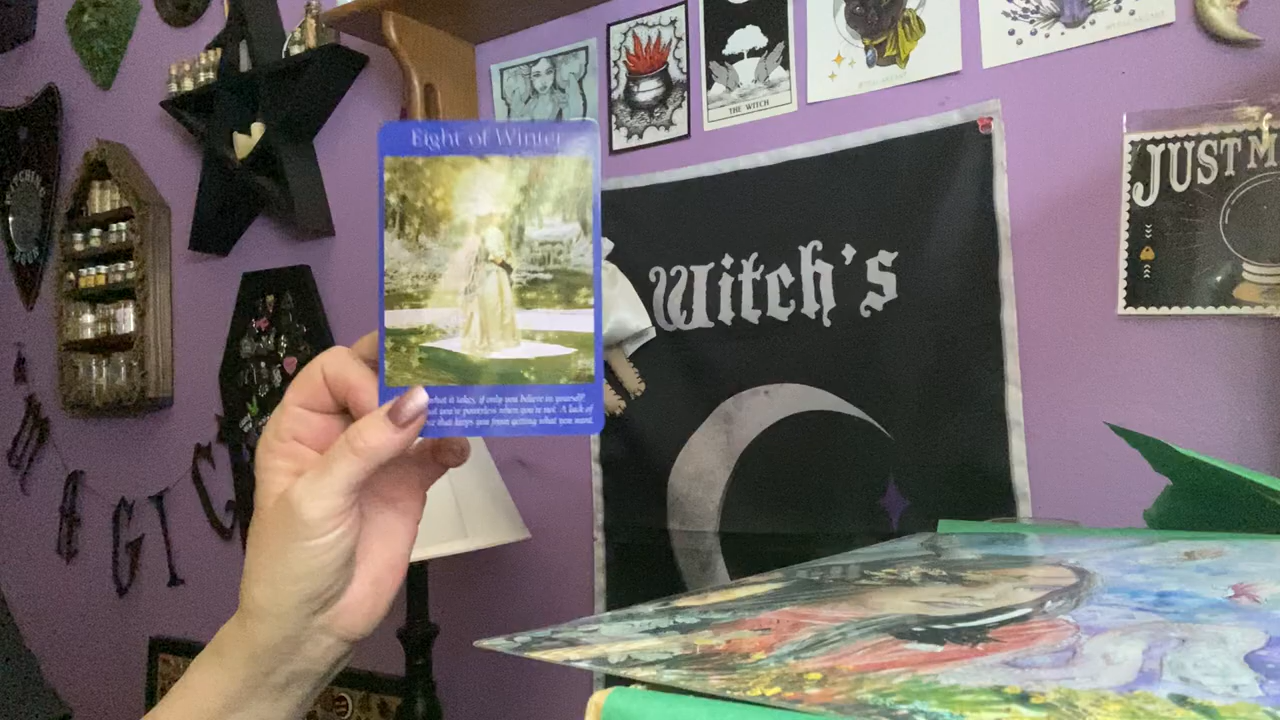 Eight of Winter
what it takes, if only you believe in yourself!
that you're powerless when you're not. A lack of
that keeps you from getting what you want.
THE WITCH
Witch's
JUST M
MAGIC